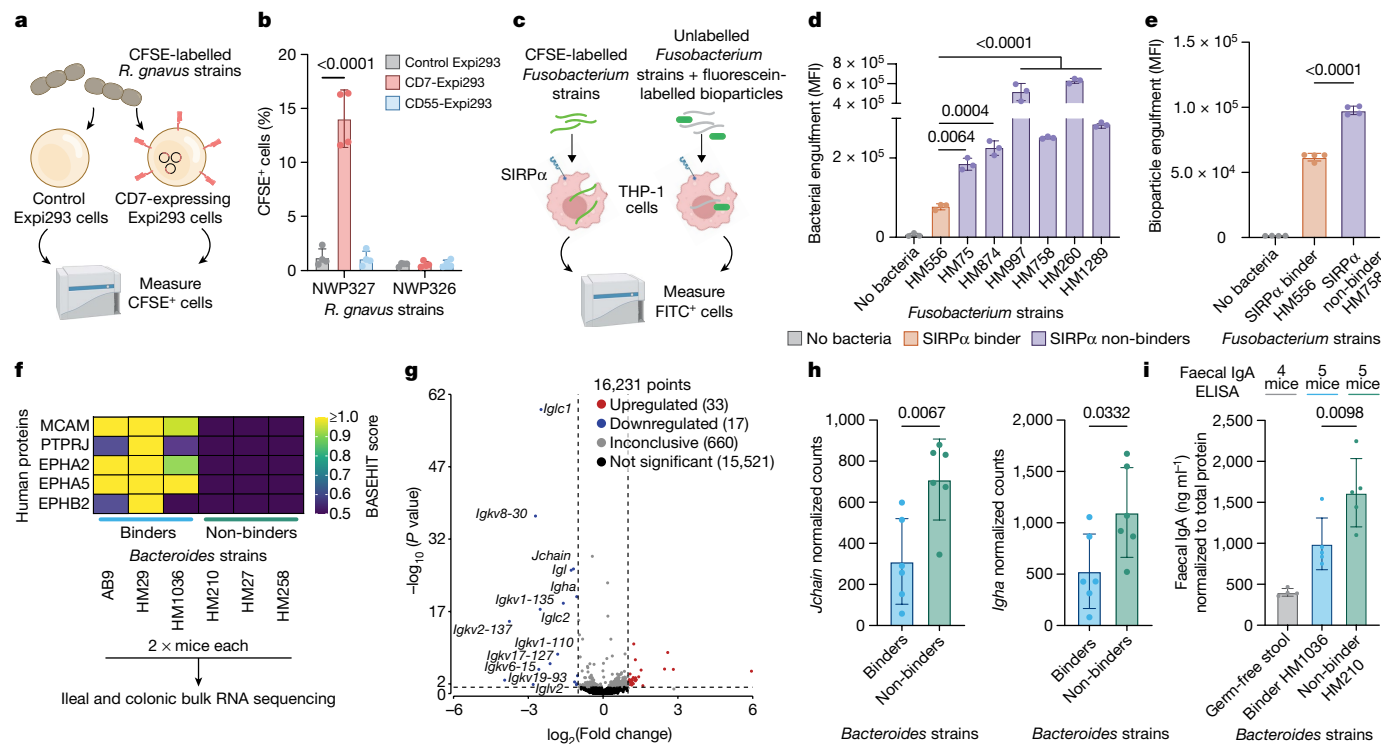 a
CFSE-labelled
R. gnavus strains
Control
Expi293 cells
CD7-expressing
Expi293 cells
Measure
CFSE+ cells
b
CFSE+ cells (%)
20
15
10
5
0
<0.0001
Control Expi293
CD7-Expi293
CD55-Expi293
NWP327
NWP326
R. gnavus strains
c
CFSE-labelled
Fusobacterium
strains
Unlabelled
Fusobacterium
strains + fluorescein-
labelled bioparticles
SIRPα
THP-1
cells
Measure
FITC+ cells
d
Bacterial engulfment (MFI)
8 × 10⁵
6 × 10⁵
4 × 10⁵
2 × 10⁵
0
<0.0001
0.0004
0.0064
No bacteria
HM556
HM75
HM874
HM997
HM758
HM260
HM1289
Fusobacterium strains
e
Bioparticle engulfment (MFI)
1.5 × 10⁵
1.0 × 10⁵
5.0 × 10⁴
0
<0.0001
No bacteria
SIRPα binder
HM556
SIRPα
non-binder
HM758
Fusobacterium strains
No bacteria
SIRPα binder
SIRPα non-binders
f
Human proteins
MCAM
PTPRJ
EPHA2
EPHA5
EPHB2
≥1.0
0.9
0.8
0.7
0.6
0.5
BASEHIT score
Binders
Non-binders
Bacteroides strains
AB9
HM29
HM1036
HM210
HM27
HM258
2 × mice each
Ileal and colonic bulk RNA sequencing
g
16,231 points
Upregulated (33)
Downregulated (17)
Inconclusive (660)
Not significant (15,521)
−log₁₀ (P value)
62
47
32
17
2
0
Iglc1
Igkv8-30
Jchain
Igl
Igha
Igkv1-135
Iglc2
Igkv2-137
Igkv1-110
Igkv17-127
Igkv6-15
Igkv19-93
Iglv2
−6
−3
0
3
6
log₂(Fold change)
h
Jchain normalized counts
1,000
800
600
400
200
0
0.0067
Binders
Non-binders
Bacteroides strains
Igha normalized counts
2,000
1,500
1,000
500
0
0.0332
Binders
Non-binders
Bacteroides strains
i
Faecal IgA
ELISA
4
mice
5
mice
5
mice
Faecal IgA (ng ml⁻¹)
normalized to total protein
2,500
2,000
1,500
1,000
500
0
0.0098
Germ-free stool
Binder HM1036
Non-binder
HM210
Bacteroides strains